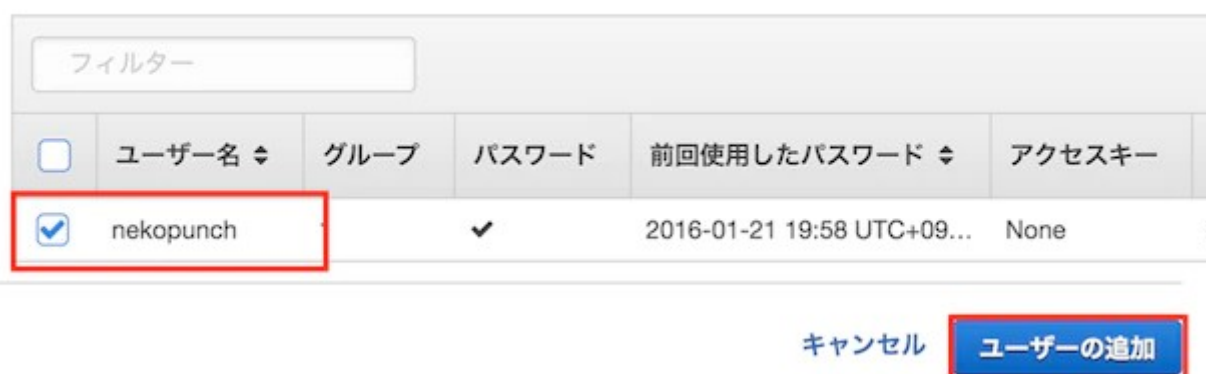 フィルター
ユーザー名 グループ パスワード 前回使用したパスワード アクセスキー
nekopunch ✔ 2016-01-21 19:58 UTC+09... None
キャンセル ユーザーの追加